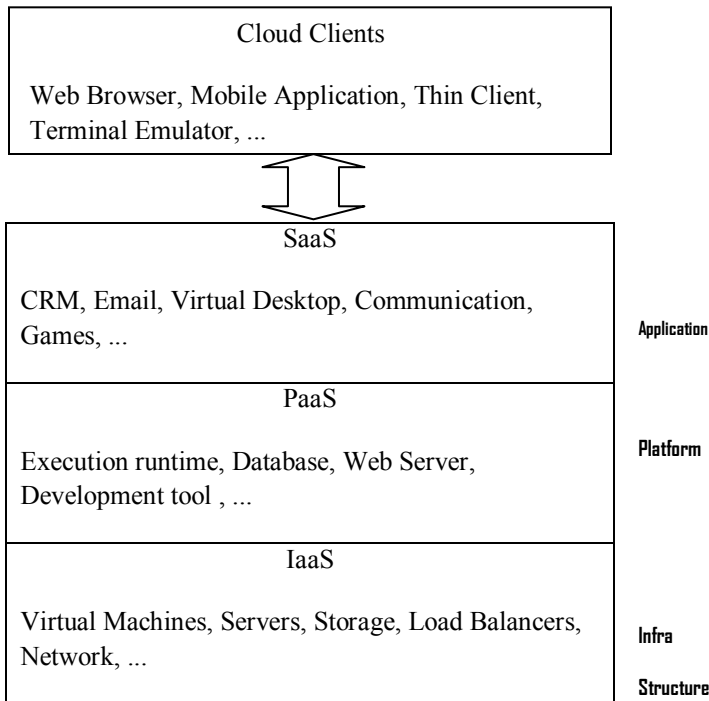 Cloud Clients
Web Browser, Mobile Application, Thin Client,
Terminal Emulator, ...
SaaS
CRM, Email, Virtual Desktop, Communication,
Games, ...
Application
PaaS
Execution runtime, Database, Web Server,
Development tool , ...
Platform
IaaS
Virtual Machines, Servers, Storage, Load Balancers,
Network, ...
Infra
Structure